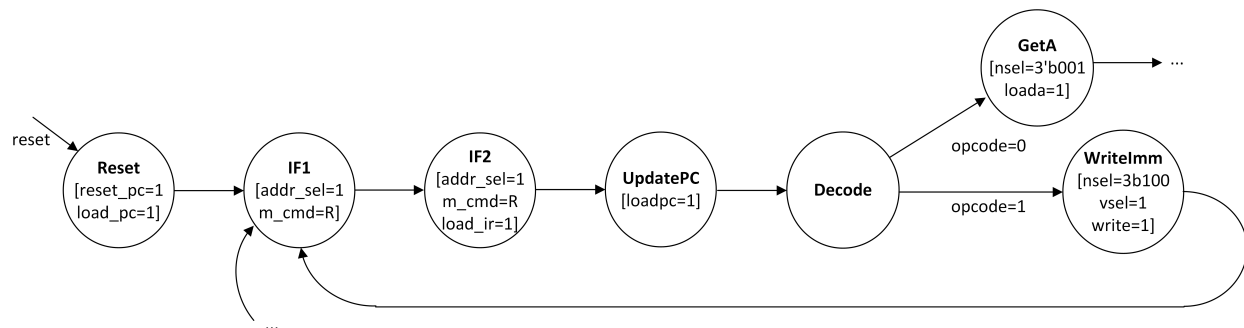 GetA
[nsel=3'b001
loada=1]
...
reset
opcode=0
Reset
[reset_pc=1
load_pc=1]
IF1
[addr_sel=1
m_cmd=R]
IF2
[addr_sel=1
m_cmd=R
load_ir=1]
UpdatePC
[loadpc=1]
Decode
opcode=1
WriteImm
[nsel=3b100
vsel=1
write=1]
...